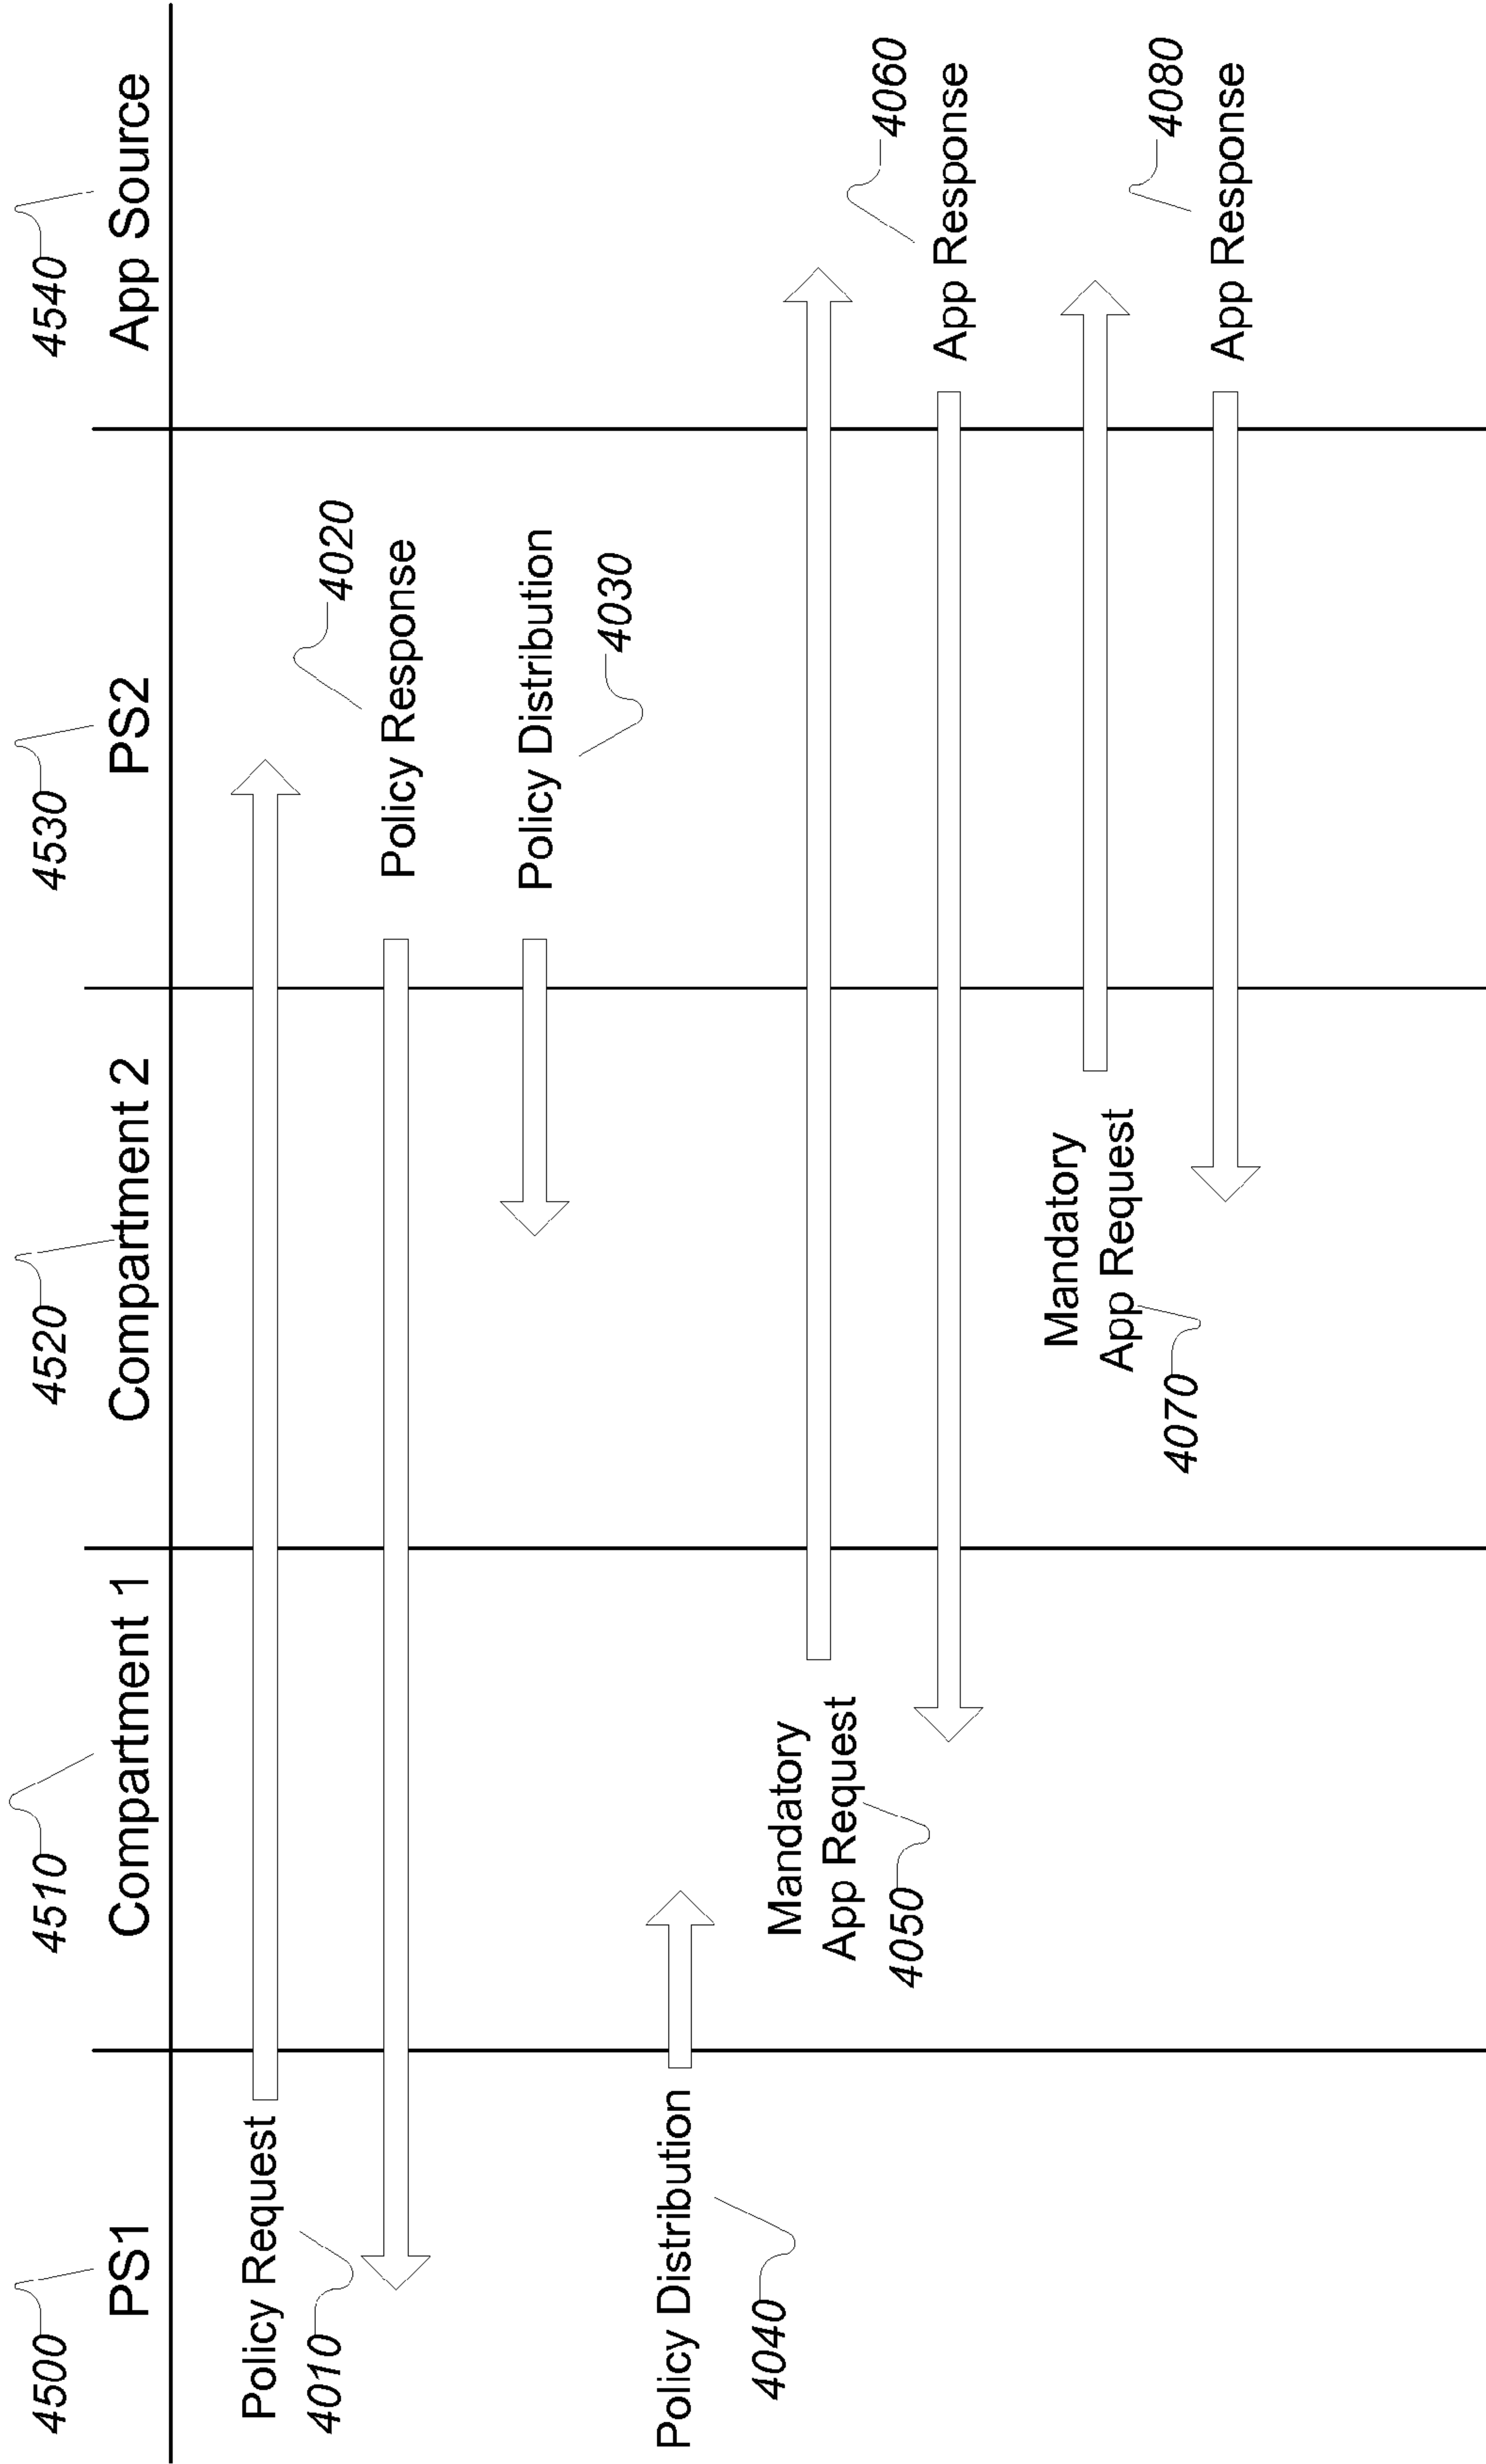 4500
4510
4520
4530
4540
PS1
Compartment 1
Compartment 2
PS2
App Source
Policy Request
4010
4020
Policy Response
Policy Distribution
4030
Policy Distribution
4040
Mandatory
App Request
4050
4060
App Response
Mandatory
App Request
4070
4080
App Response